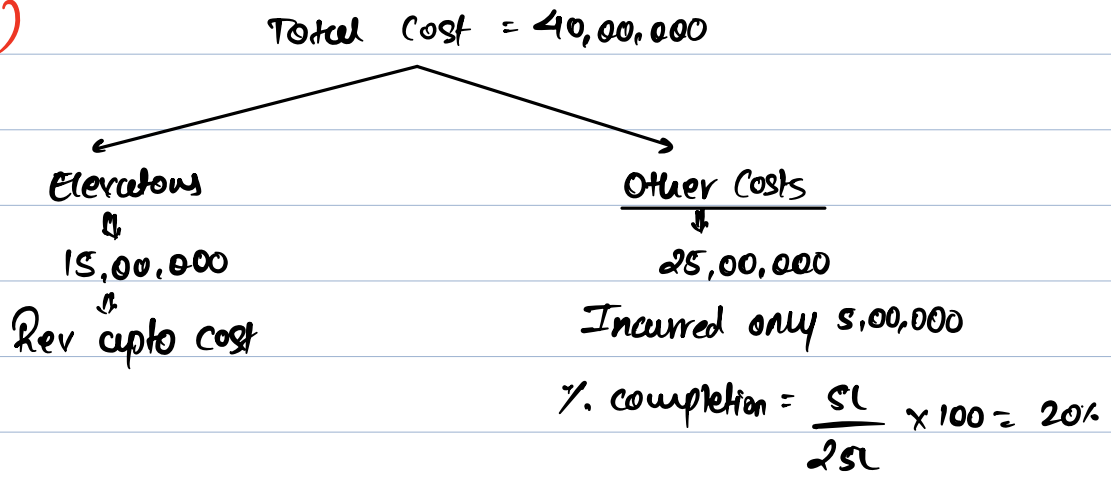 )
Total Cost = 40,00,000
Elevators
Other Costs
15,00,000
25,00,000
Rev upto cost
Incurred only 5,00,000
% completion = 5L / 25L × 100 = 20%